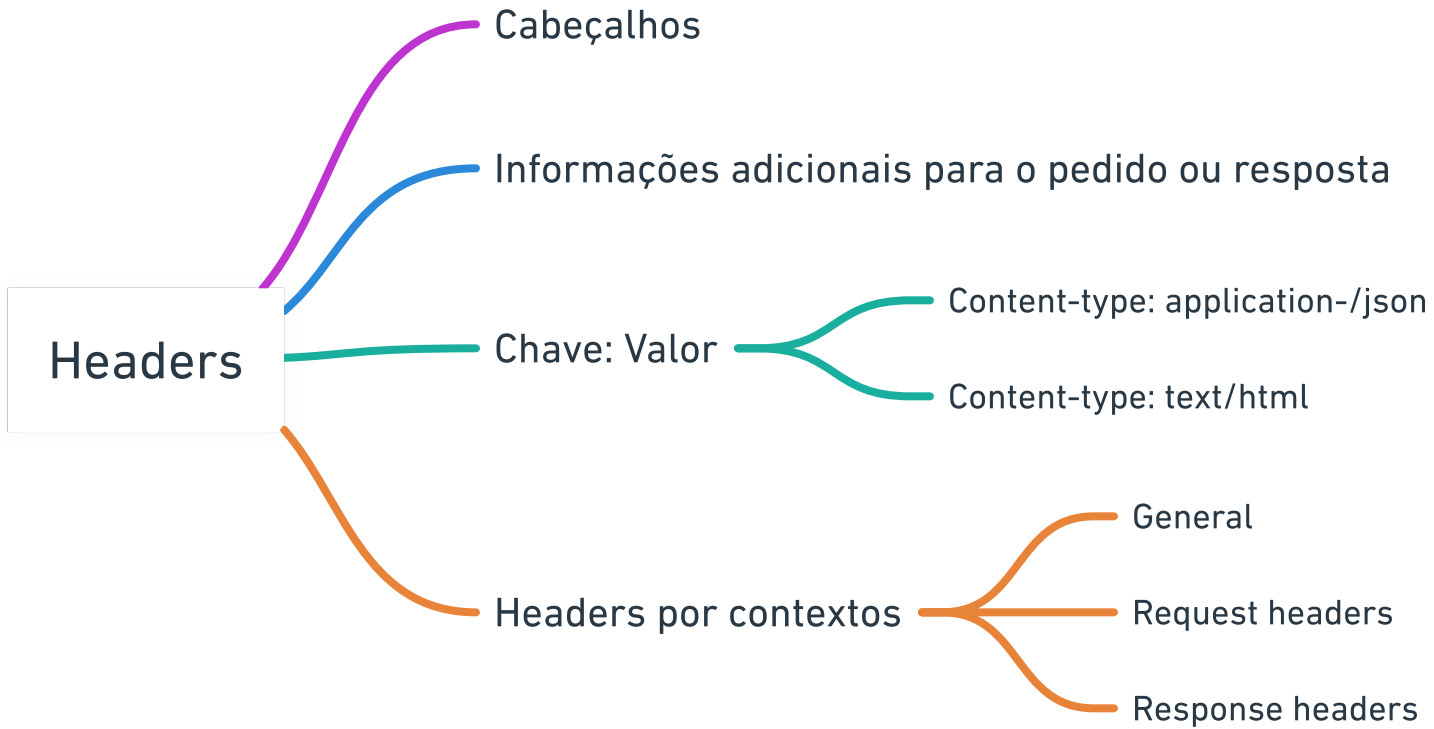 Headers
Cabeçalhos
Informações adicionais para o pedido ou resposta
Chave: Valor
Content-type: application-/json
Content-type: text/html
Headers por contextos
General
Request headers
Response headers